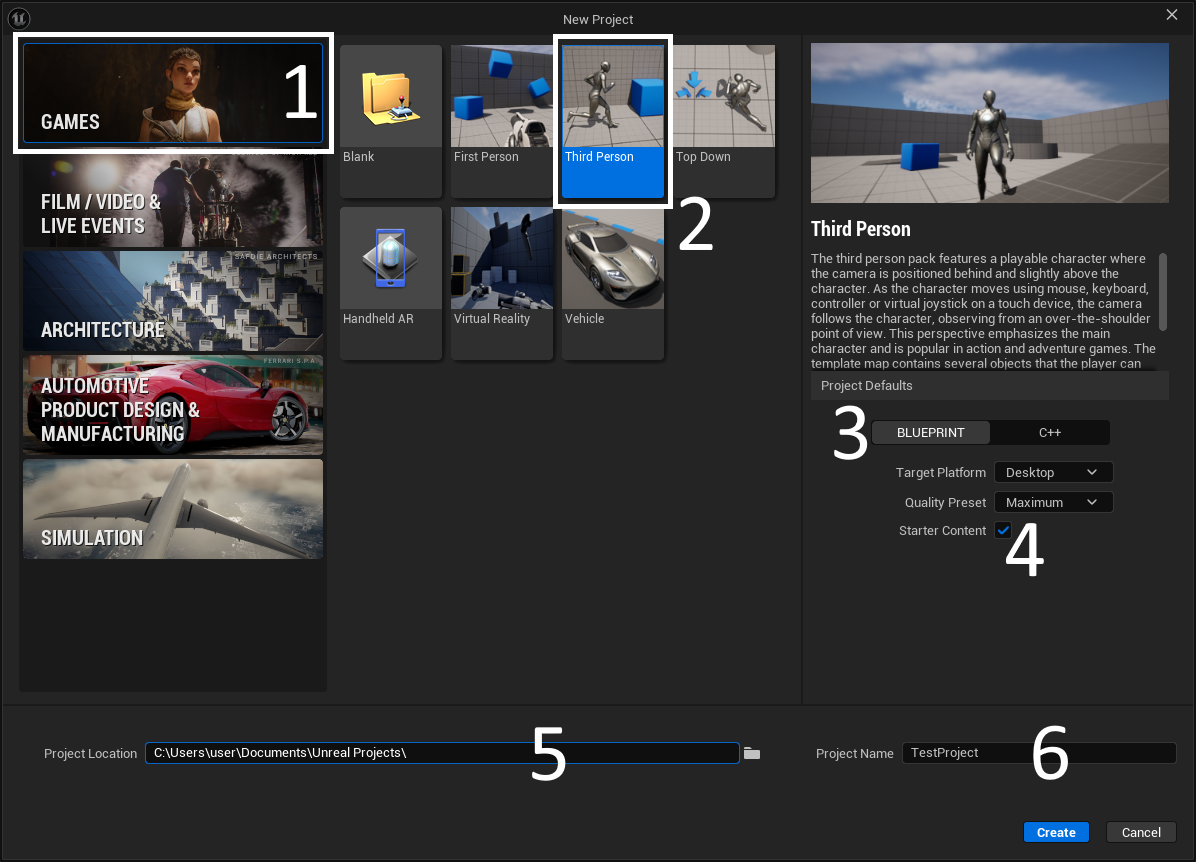 New Project
GAMES
1
FILM / VIDEO &
LIVE EVENTS
SAFDIE ARCHITECTS
ARCHITECTURE
FERRARI S.P.A
AUTOMOTIVE
PRODUCT DESIGN &
MANUFACTURING
SIMULATION
Blank
First Person
Third Person
Top Down
2
Handheld AR
Virtual Reality
Vehicle
Third Person
The third person pack features a playable character where
the camera is positioned behind and slightly above the
character. As the character moves using mouse, keyboard,
controller or virtual joystick on a touch device, the camera
follows the character, observing from an over-the-shoulder
point of view. This perspective emphasizes the main
character and is popular in action and adventure games. The
template map contains several objects that the player can
Project Defaults
3
BLUEPRINT
C++
Target Platform
Desktop
Quality Preset
Maximum
Starter Content
4
Project Location
C:\Users\user\Documents\Unreal Projects\
5
Project Name
TestProject
6
Create
Cancel